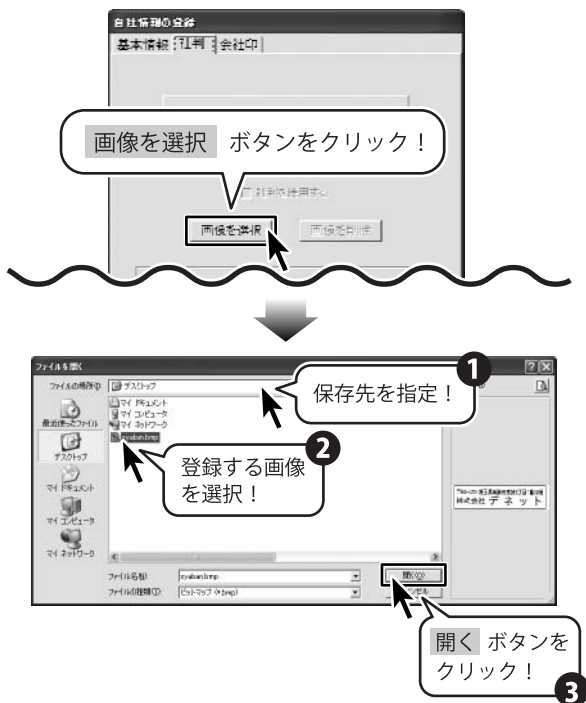 自社情報の登録
基本情報 社判 会社印
画像を選択 ボタンをクリック！
社判を使用する
画像を選択 画像を削除
ファイルを開く
ファイルの場所(I): デスクトップ
1
保存先を指定！
マイ ドキュメント
マイ コンピュータ
マイ ネットワーク
syaban.bmp
最近使ったファイル
デスクトップ
マイ ドキュメント
マイ コンピュータ
マイ ネットワーク
2
登録する画像
を選択！
株式会社 デネット
ファイル名(N): syaban.bmp 開く(O)
ファイルの種類(T): ビットマップ (*.bmp)
開く ボタンを
クリック！
3